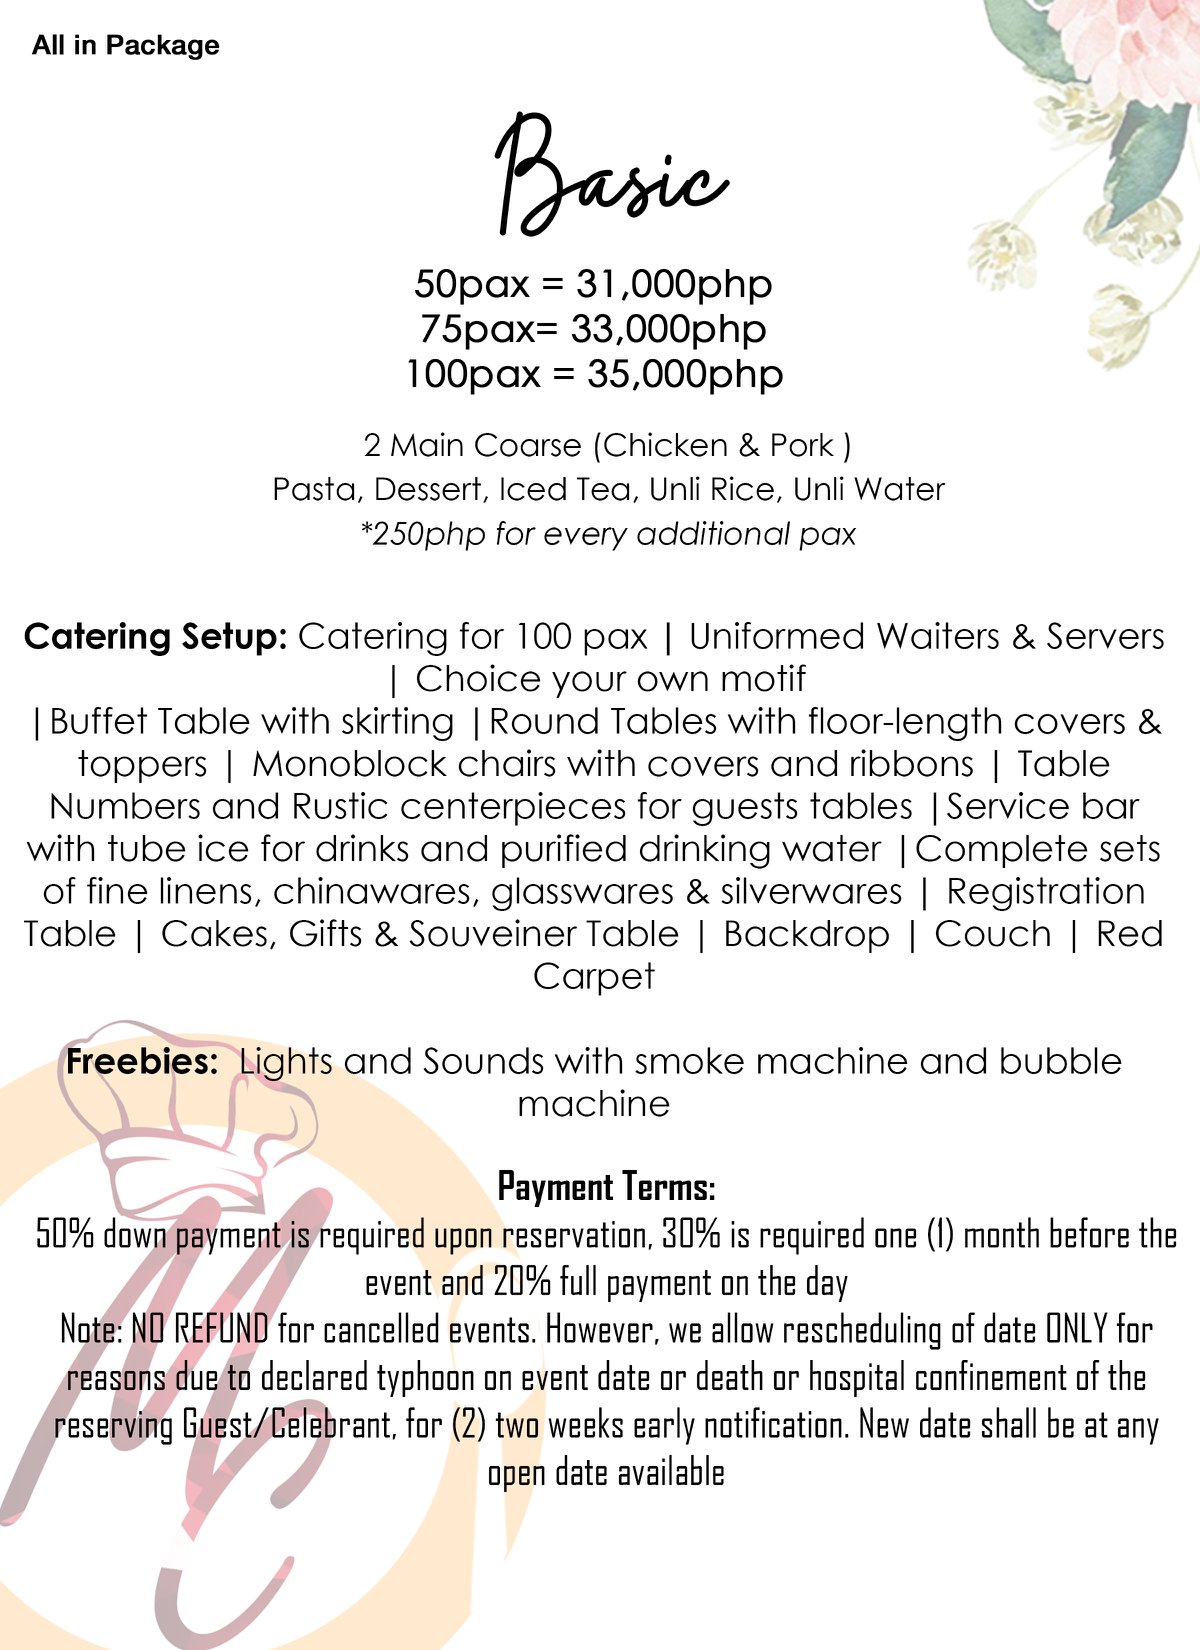 All in Package
Basic
50pax = 31,000php
75pax= 33,000php
100pax = 35,000php
2 Main Coarse (Chicken & Pork )
Pasta, Dessert, Iced Tea, Unli Rice, Unli Water
*250php for every additional pax
Catering Setup: Catering for 100 pax | Uniformed Waiters & Servers
| Choice your own motif
|Buffet Table with skirting |Round Tables with floor-length covers &
toppers | Monoblock chairs with covers and ribbons | Table
Numbers and Rustic centerpieces for guests tables |Service bar
with tube ice for drinks and purified drinking water |Complete sets
of fine linens, chinawares, glasswares & silverwares | Registration
Table | Cakes, Gifts & Souveiner Table | Backdrop | Couch | Red
Carpet
Freebies: Lights and Sounds with smoke machine and bubble
machine
Payment Terms:
50% down payment is required upon reservation, 30% is required one (1) month before the
event and 20% full payment on the day
Note: NO REFUND for cancelled events. However, we allow rescheduling of date ONLY for
reasons due to declared typhoon on event date or death or hospital confinement of the
reserving Guest/Celebrant, for (2) two weeks early notification. New date shall be at any
open date available
MC